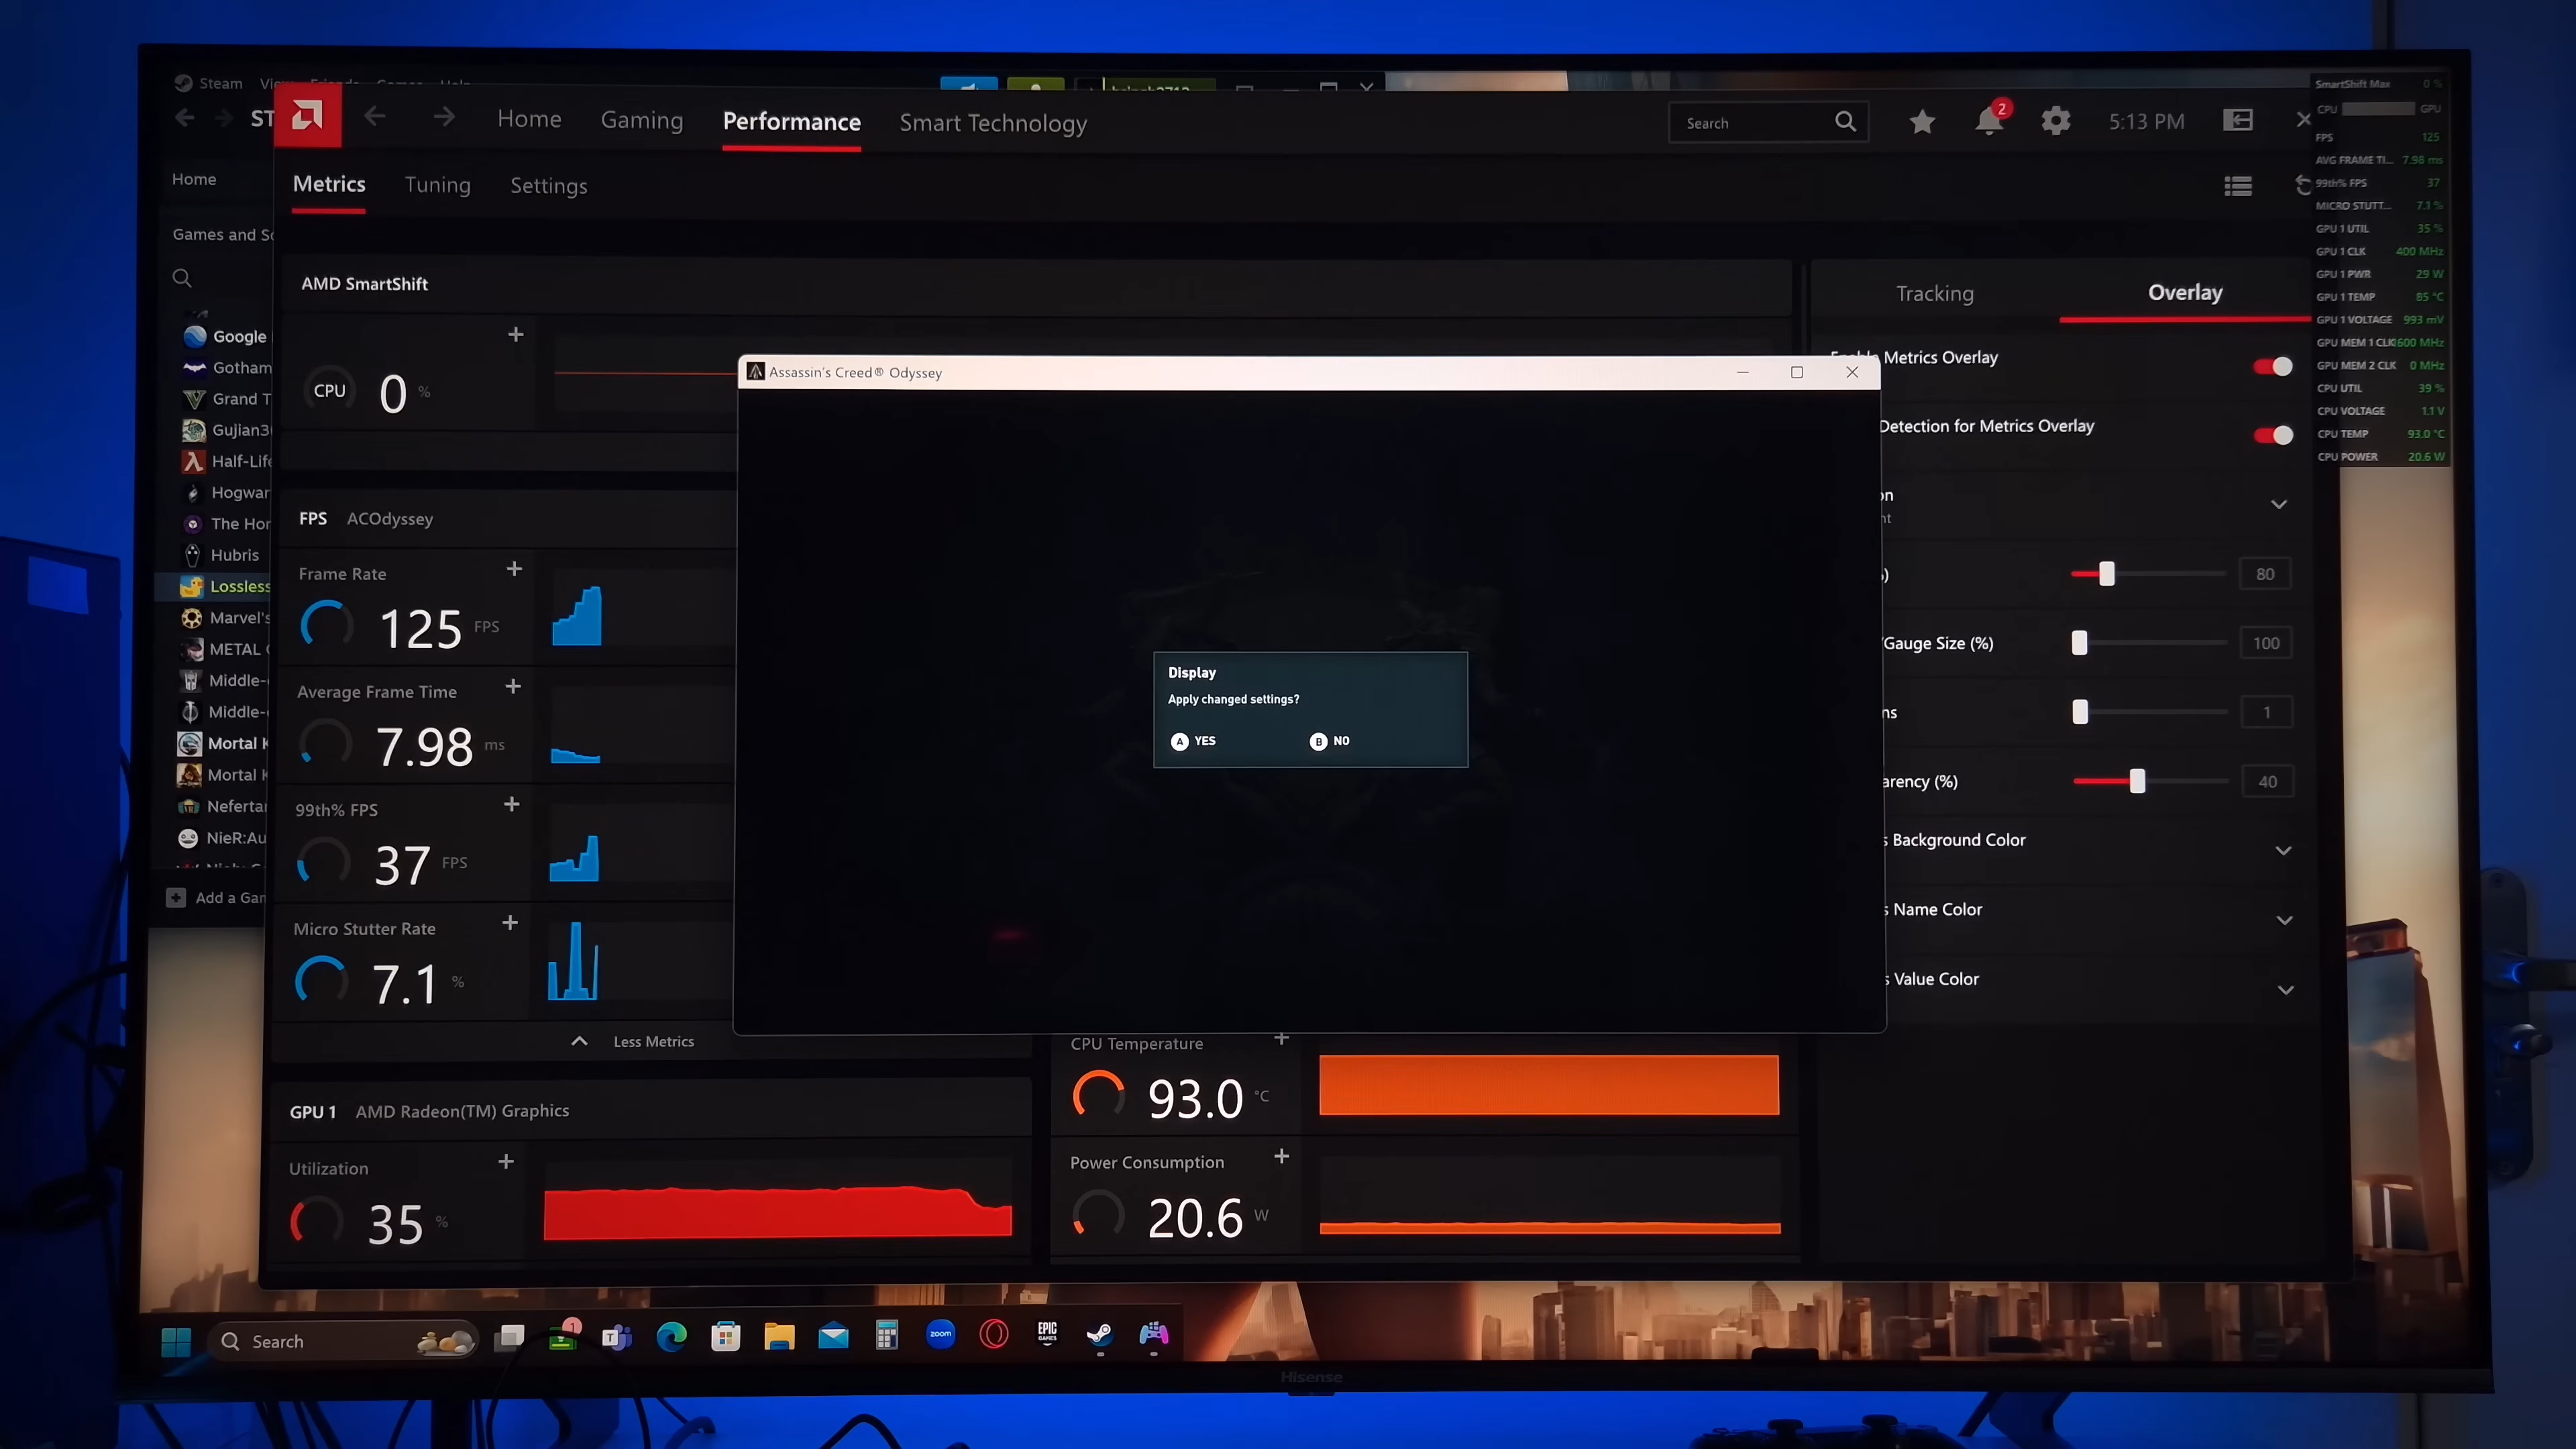 Steam
ST
Home
Gaming
Performance
Smart Technology
Search
2
5:13 PM
Metrics
Tuning
Settings
Home
Games and
AMD SmartShift
CPU
0 %
Tracking
Overlay
Metrics Overlay
Detection for Metrics Overlay
80
Gauge Size (%)
100
1
(%)
40
Background Color
Name Color
Value Color
SmartShift Max 0 %
CPU GPU
FPS 125
AVG FRAME TI... 7.98 ms
99th% FPS 37
MICRO STUTT... 7.1 %
GPU 1 UTIL 35 %
GPU 1 CLK 400 MHz
GPU 1 PWR 29 W
GPU 1 TEMP 85 °C
GPU 1 VOLTAGE 993 mV
GPU MEM 1 CLK 1600 MHz
GPU MEM 2 CLK 0 MHz
CPU UTIL 39 %
CPU VOLTAGE 1.1 V
CPU TEMP 93.0 °C
CPU POWER 20.6 W
Google
Gotham
Grand T
Gujian3
Half-Life
Hogwar
The Hor
Hubris
Lossless
Marvel's
METAL
Middle-
Middle-
Mortal K
Mortal K
Nefertar
NieR:Au
Add a Gam
FPS ACOdyssey
Frame Rate
125 FPS
Average Frame Time
7.98 ms
99th% FPS
37 FPS
Micro Stutter Rate
7.1 %
Less Metrics
GPU 1 AMD Radeon(TM) Graphics
Utilization
35 %
Assassin's Creed® Odyssey
Display
Apply changed settings?
A YES
B NO
CPU Temperature
93.0 °C
Power Consumption
20.6 W
Search
1
zoom
EPIC
GAMES
Hisense